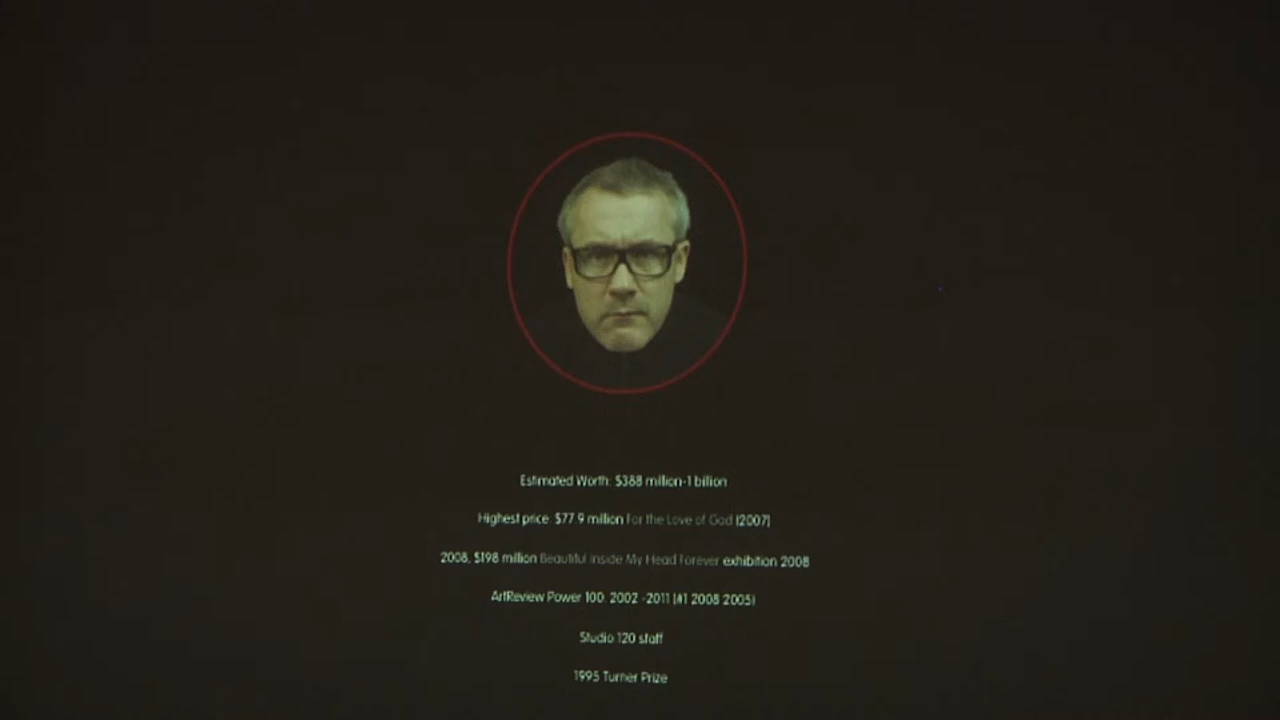 Estimated Worth: $388 million-1 billion
Highest price: $77.9 million For the Love of God (2007)
2008, $198 million Beautiful Inside My Head Forever exhibition 2008
ArtReview Power 100: 2002 -2011 (#1 2008 2005)
Studio 120 staff
1995 Turner Prize